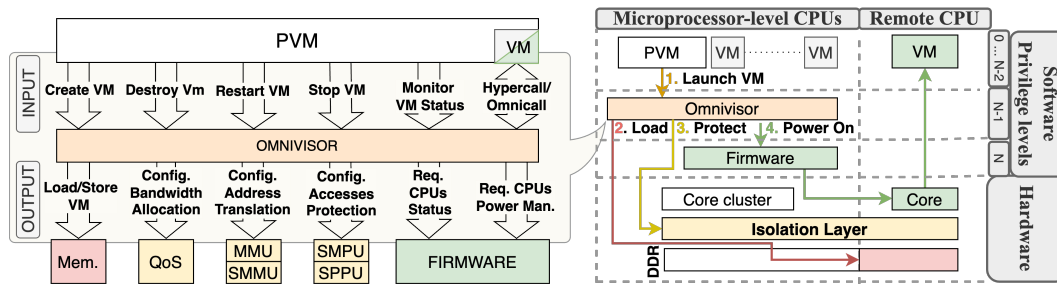 PVM
VM
INPUT
Create VM
Destroy Vm
Restart VM
Stop VM
Monitor
VM Status
Hypercall/
Omnicall
OMNIVISOR
OUTPUT
Load/Store
VM
Config.
Bandwidth
Allocation
Config.
Address
Translation
Config.
Accesses
Protection
Req.
CPUs
Status
Req. CPUs
Power Man.
Mem.
QoS
MMU
SMMU
SMPU
SPPU
FIRMWARE
Microprocessor-level CPUs
Remote CPU
PVM
VM
VM
VM
1. Launch VM
Omnivisor
2. Load
3. Protect
4. Power On
Firmware
Core cluster
Core
Isolation Layer
DDR
0 ... N-2
N-1
N
Software
Privilege levels
Hardware